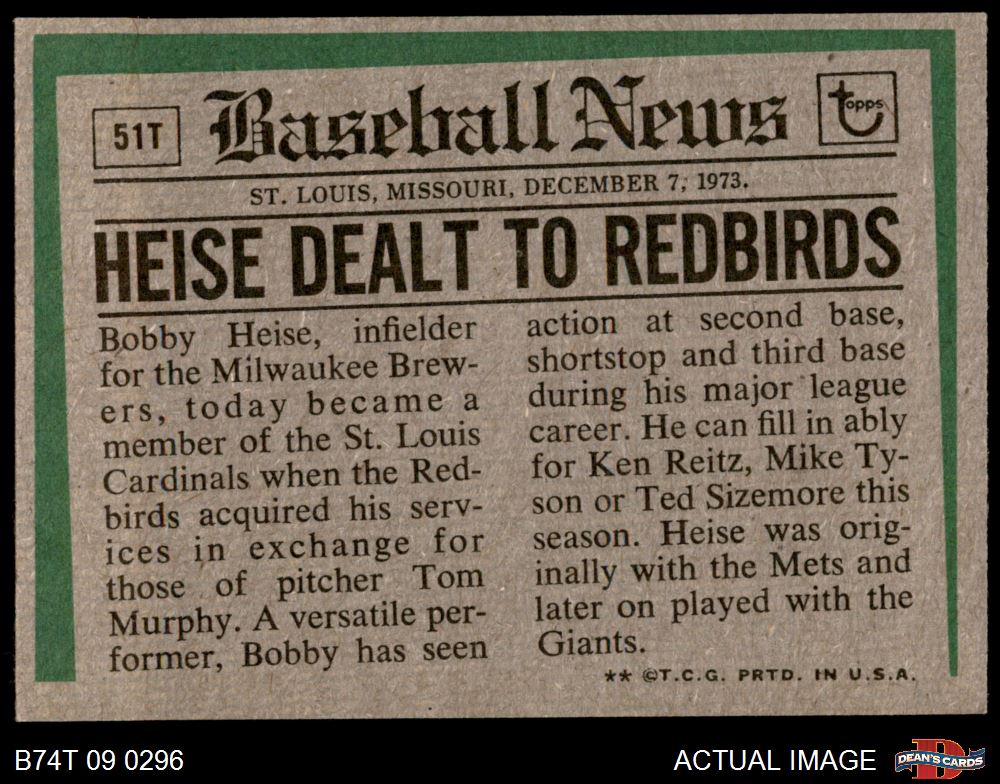 51T
Baseball News
topps
ST. LOUIS, MISSOURI, DECEMBER 7, 1973.
HEISE DEALT TO REDBIRDS
Bobby Heise, infielder
for the Milwaukee Brew-
ers, today became a
member of the St. Louis
Cardinals when the Red-
birds acquired his serv-
ices in exchange for
those of pitcher Tom
Murphy. A versatile per-
former, Bobby has seen
action at second base,
shortstop and third base
during his major league
career. He can fill in ably
for Ken Reitz, Mike Ty-
son or Ted Sizemore this
season. Heise was orig-
inally with the Mets and
later on played with the
Giants.
** ©T.C.G. PRTD. IN U.S.A.
B74T 09 0296
ACTUAL IMAGE
DEAN'S CARDS